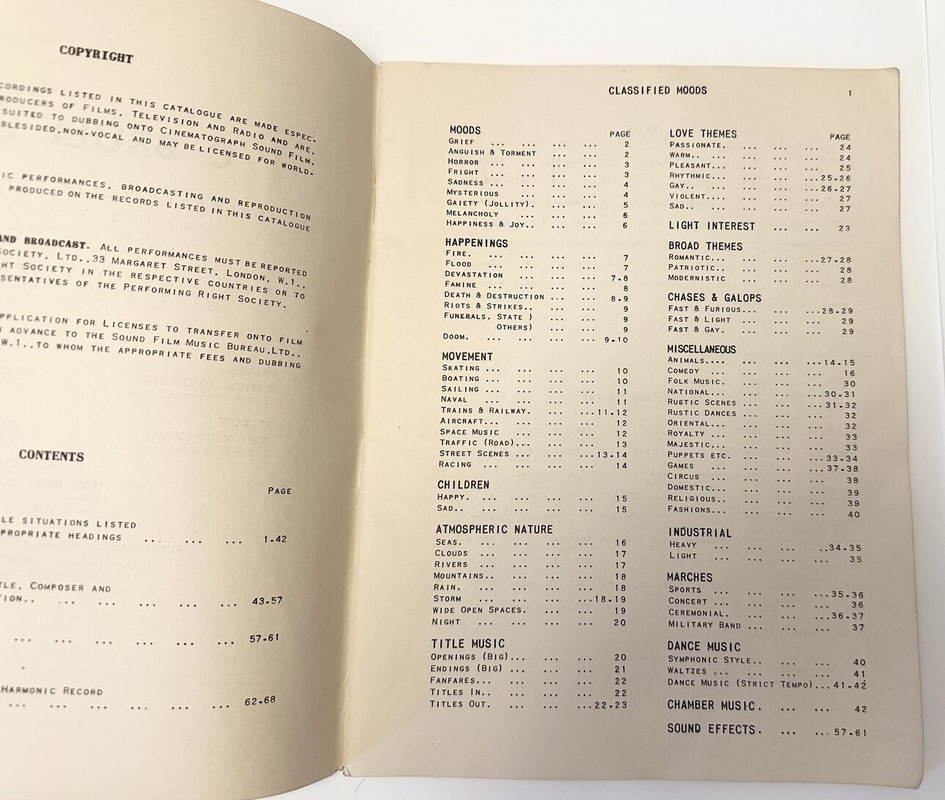 COPYRIGHT
CORDINGS LISTED IN THIS CATALOGUE ARE MADE ESPEC-
RODUCERS OF FILMS, TELEVISION AND RADIO AND ARE,
SUITED TO DUBBING ONTO CINEMATOGRAPH SOUND FILM.
BLESIDED, NON-VOCAL AND MAY BE LICENSED FOR WORLD-
IC PERFORMANCES, BROADCASTING AND REPRODUCTION
PRODUCED ON THE RECORDS LISTED IN THIS CATALOGUE
AND BROADCAST. ALL PERFORMANCES MUST BE REPORTED
SOCIETY, LTD., 33 MARGARET STREET, LONDON, W.1.,
HT SOCIETY IN THE RESPECTIVE COUNTRIES OR TO
SENTATIVES OF THE PERFORMING RIGHT SOCIETY.
PPLICATION FOR LICENSES TO TRANSFER ONTO FILM
ADVANCE TO THE SOUND FILM MUSIC BUREAU, LTD.,
W.1., TO WHOM THE APPROPRIATE FEES AND DUBBING
CONTENTS
PAGE
LE SITUATIONS LISTED
PROPRIATE HEADINGS ... ... ... 1-42
TLE, COMPOSER AND
TION.. ... ... ... ... ... 43-57
... ... ... ... ... 57-61
HARMONIC RECORD
... ... ... ... ... 62-68
CLASSIFIED MOODS 1
MOODS PAGE
GRIEF ... ... ... ... 2
ANGUISH & TORMENT ... ... ... 2
HORROR ... ... ... ... 3
FRIGHT ... ... ... ... 3
SADNESS ... ... ... ... 4
MYSTERIOUS ... ... ... 4
GAIETY (JOLLITY). ... ... 5
MELANCHOLY ... ... ... 6
HAPPINESS & JOY.. ... ... 6
HAPPENINGS
FIRE. ... ... ... ... 7
FLOOD ... ... ... ... 7
DEVASTATION ... ... ... 7-8
FAMINE ... ... ... ... 8
DEATH & DESTRUCTION ... ... 8-9
RIOTS & STRIKES.. ... ... 9
FUNERALS. STATE ) ... ... 9
OTHERS) ... ... 9
DOOM. ... ... ... ... 9-10
MOVEMENT
SKATING ... ... ... ... 10
BOATING ... ... ... ... 10
SAILING ... ... ... ... 11
NAVAL ... ... ... ... 11
TRAINS & RAILWAY. ... ...11-12
AIRCRAFT... ... ... ... 12
SPACE MUSIC ... ... ... 12
TRAFFIC (ROAD)... ... ... 13
STREET SCENES ... ... ...13-14
RACING ... ... ... ... 14
CHILDREN
HAPPY. ... ... ... ... 15
SAD.. ... ... ... ... 15
ATMOSPHERIC NATURE
SEAS. ... ... ... ... 16
CLOUDS ... ... ... ... 17
RIVERS ... ... ... ... 17
MOUNTAINS.. ... ... ... 18
RAIN. ... ... ... ... 18
STORM ... ... ... ...18-19
WIDE OPEN SPACES. ... ... 19
NIGHT ... ... ... ... 20
TITLE MUSIC
OPENINGS (BIG)... ... ... 20
ENDINGS (BIG) ... ... ... 21
FANFARES... ... ... ... 22
TITLES IN.. ... ... ... 22
TITLES OUT. ... ... ...22-23
LOVE THEMES PAGE
PASSIONATE. ... ... ... 24
WARM.. ... ... ... ... 24
PLEASANT... ... ... ... 25
RHYTHMIC... ... ... ...25-26
GAY.. ... ... ... ...26-27
VIOLENT.... ... ... ... 27
SAD.. ... ... ... ... 27
LIGHT INTEREST ... ... 23
BROAD THEMES
ROMANTIC... ... ... ...27-28
PATRIOTIC.. ... ... ... 28
MODERNISTIC ... ... ... 28
CHASES & GALOPS
FAST & FURIOUS... ... ...28-29
FAST & LIGHT ... ... ... 29
FAST & GAY. ... ... ... 29
MISCELLANEOUS
ANIMALS.... ... ... ...14-15
COMEDY ... ... ... ... 16
FOLK MUSIC. ... ... ... 30
NATIONAL... ... ... ...30-31
RUSTIC SCENES ... ... ...31-32
RUSTIC DANCES ... ... ... 32
ORIENTAL... ... ... ... 32
ROYALTY ... ... ... ... 33
MAJESTIC... ... ... ... 33
PUPPETS ETC. ... ... ...33-34
GAMES ... ... ... ...37-38
CIRCUS ... ... ... ... 38
DOMESTIC... ... ... ... 39
RELIGIOUS.. ... ... ... 39
FASHIONS... ... ... ... 40
INDUSTRIAL
HEAVY ... ... ... ..34-35
LIGHT ... ... ... ... 35
MARCHES
SPORTS ... ... ... ...35-36
CONCERT ... ... ... ... 36
CEREMONIAL. ... ... ...36-37
MILITARY BAND ... ... ... 37
DANCE MUSIC
SYMPHONIC STYLE.. ... ... 40
WALTZES ... ... ... ... 41
DANCE MUSIC (STRICT TEMPO)...41-42
CHAMBER MUSIC. ... ... 42
SOUND EFFECTS. ... ... 57-61